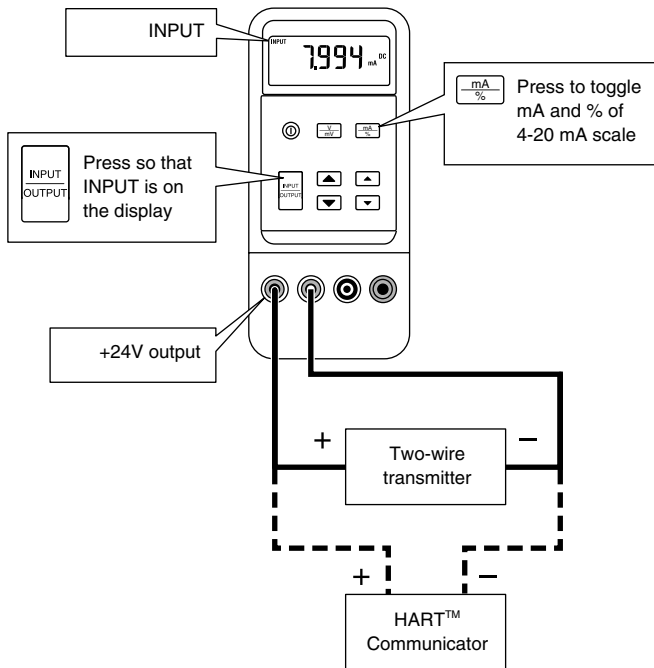 INPUT
INPUT
7.994 mA DC
mA
%
Press to toggle
mA and % of
4-20 mA scale
V
mV
mA
%
INPUT
OUTPUT
Press so that
INPUT is on
the display
INPUT
OUTPUT
+24V output
+
Two-wire
transmitter
−
+
−
HART™
Communicator